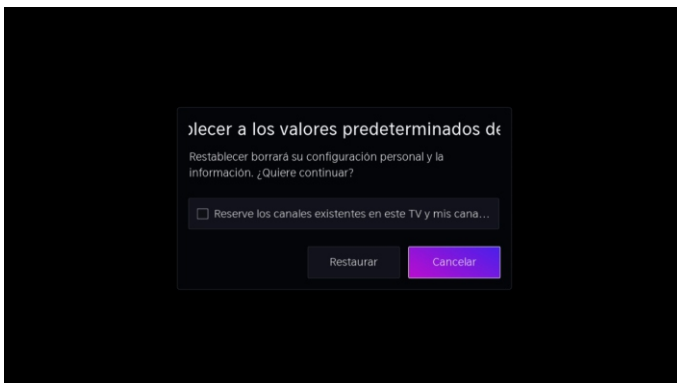 blecer a los valores predeterminados de
Restablecer borrará su configuración personal y la
información. ¿Quiere continuar?
Reserve los canales existentes en este TV y mis cana...
Restaurar
Cancelar